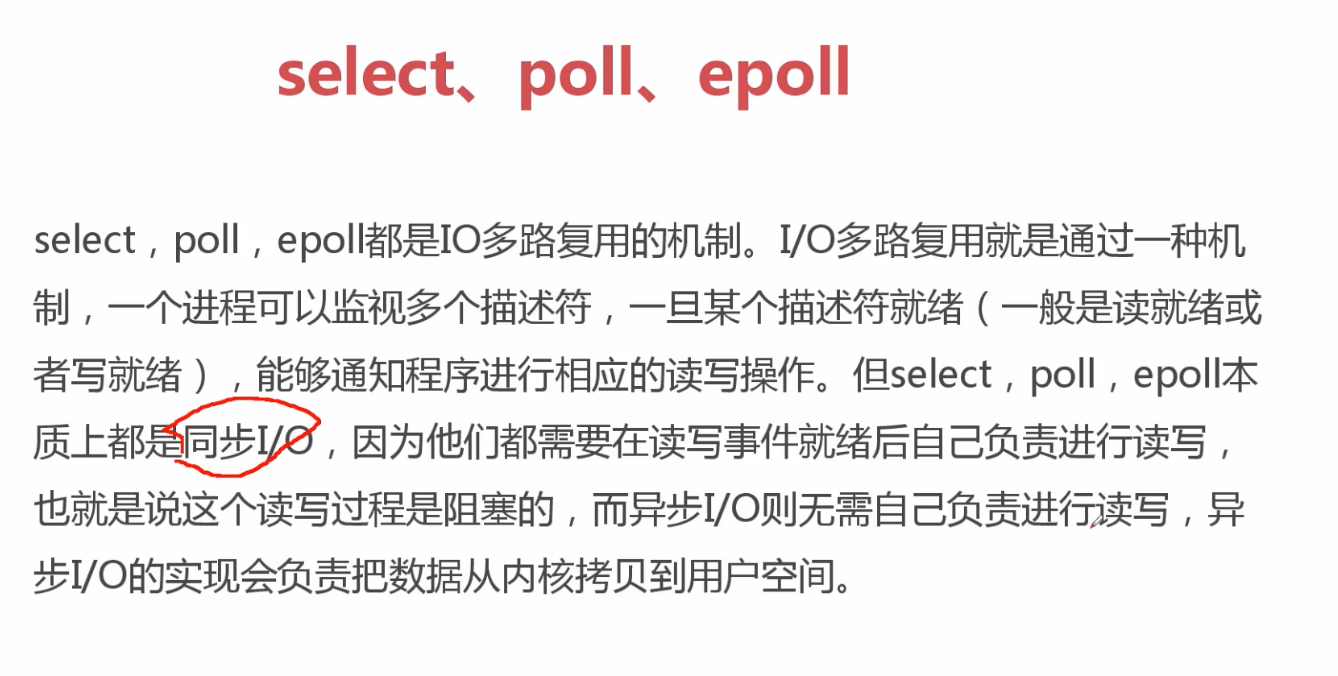 select、poll、epoll
select，poll，epoll都是IO多路复用的机制。I/O多路复用就是通过一种机
制，一个进程可以监视多个描述符，一旦某个描述符就绪（一般是读就绪或
者写就绪），能够通知程序进行相应的读写操作。但select，poll，epoll本
质上都是同步I/O，因为他们都需要在读写事件就绪后自己负责进行读写，
也就是说这个读写过程是阻塞的，而异步I/O则无需自己负责进行读写，异
步I/O的实现会负责把数据从内核拷贝到用户空间。